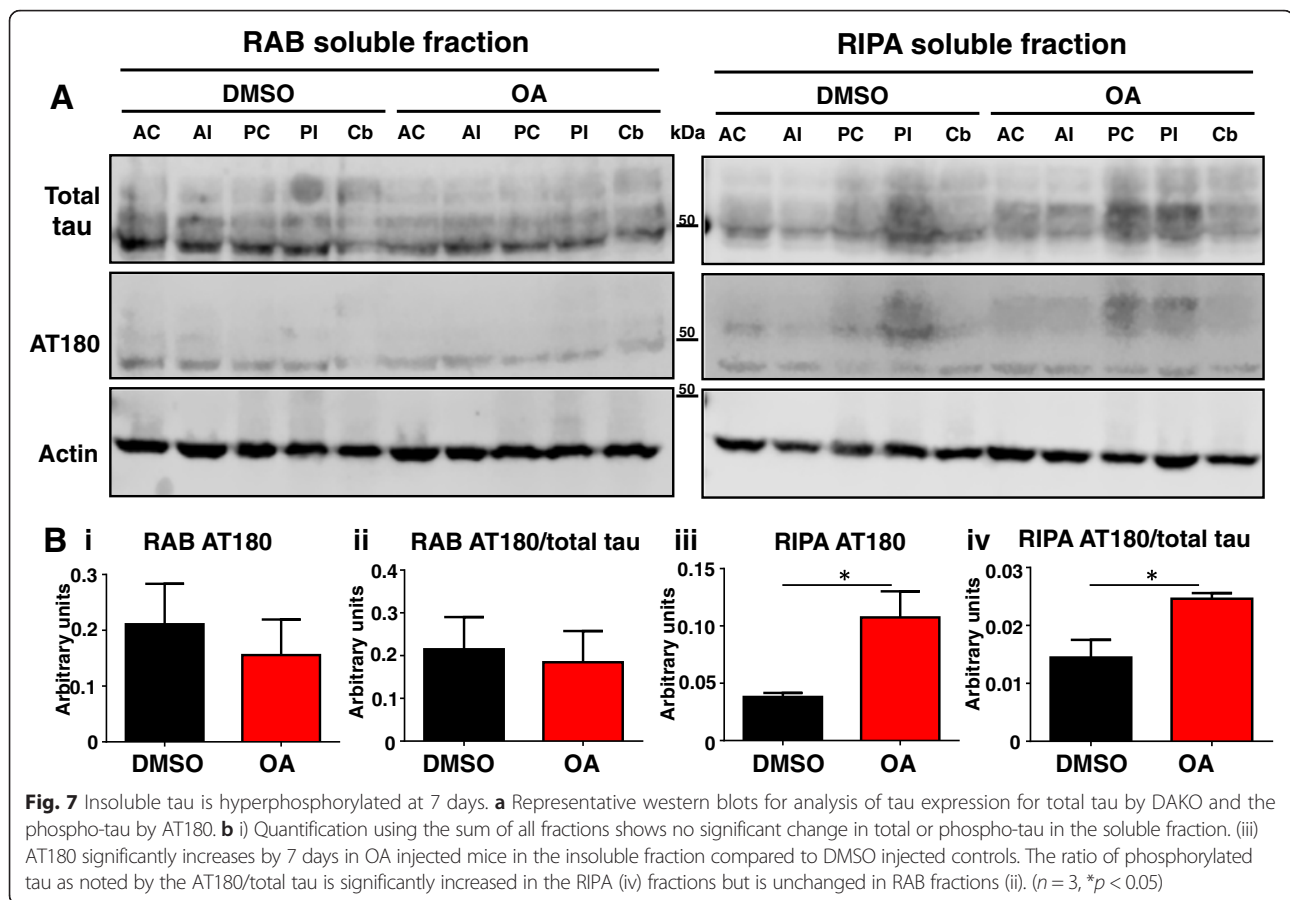 RAB soluble fraction RIPA soluble fraction
A DMSO OA DMSO OA
AC AI PC PI Cb AC AI PC PI Cb kDa AC AI PC PI Cb AC AI PC PI Cb
Total
tau
50
AT180
50
50
Actin
B i RAB AT180
Arbitrary units
0.3
0.2
0.1
0
DMSO OA
ii RAB AT180/total tau
Arbitrary units
0.4
0.3
0.2
0.1
0
DMSO OA
iii RIPA AT180
*
Arbitrary units
0.15
0.10
0.05
0
DMSO OA
iv RIPA AT180/total tau
*
Arbitrary units
0.03
0.02
0.01
0
DMSO OA
Fig. 7 Insoluble tau is hyperphosphorylated at 7 days. a Representative western blots for analysis of tau expression for total tau by DAKO and the
phospho-tau by AT180. b i) Quantification using the sum of all fractions shows no significant change in total or phospho-tau in the soluble fraction. (iii)
AT180 significantly increases by 7 days in OA injected mice in the insoluble fraction compared to DMSO injected controls. The ratio of phosphorylated
tau as noted by the AT180/total tau is significantly increased in the RIPA (iv) fractions but is unchanged in RAB fractions (ii). (n = 3, *p < 0.05)